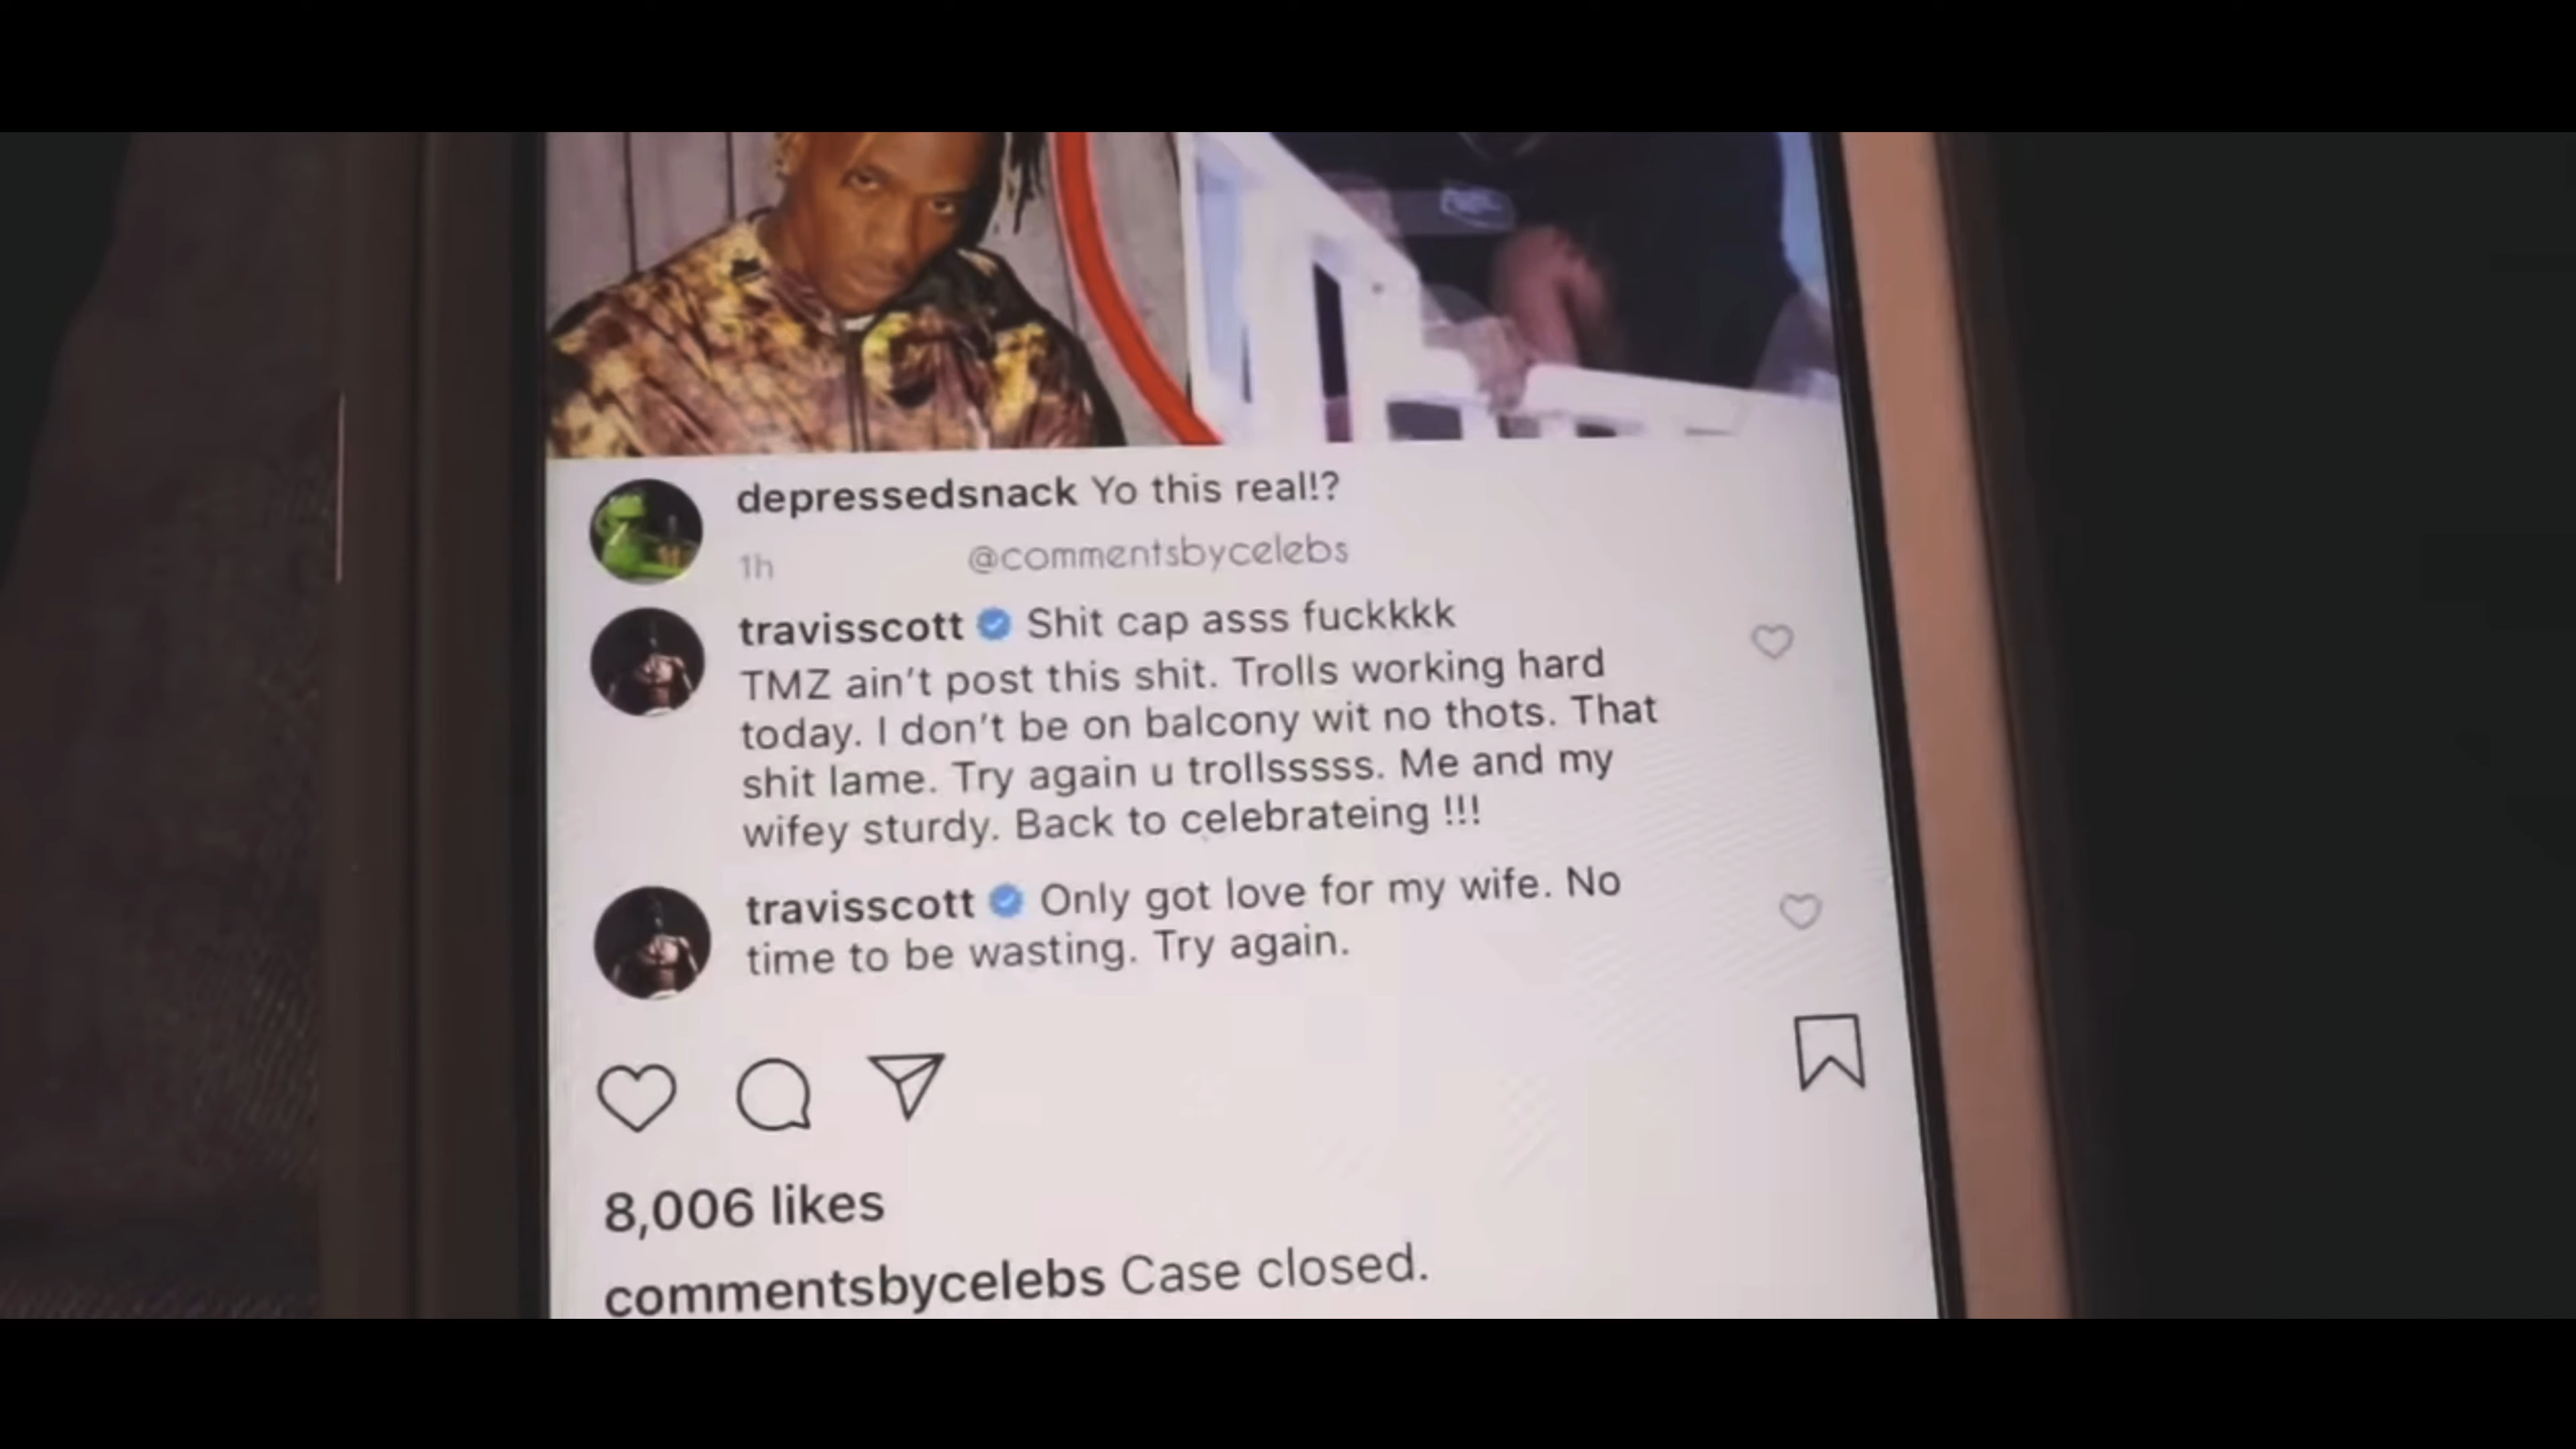 depressedsnack Yo this real!?
1h @commentsbycelebs
travisscott Shit cap asss fuckkkk
TMZ ain't post this shit. Trolls working hard
today. I don't be on balcony wit no thots. That
shit lame. Try again u trollsssss. Me and my
wifey sturdy. Back to celebrateing !!!
travisscott Only got love for my wife. No
time to be wasting. Try again.
8,006 likes
commentsbycelebs Case closed.